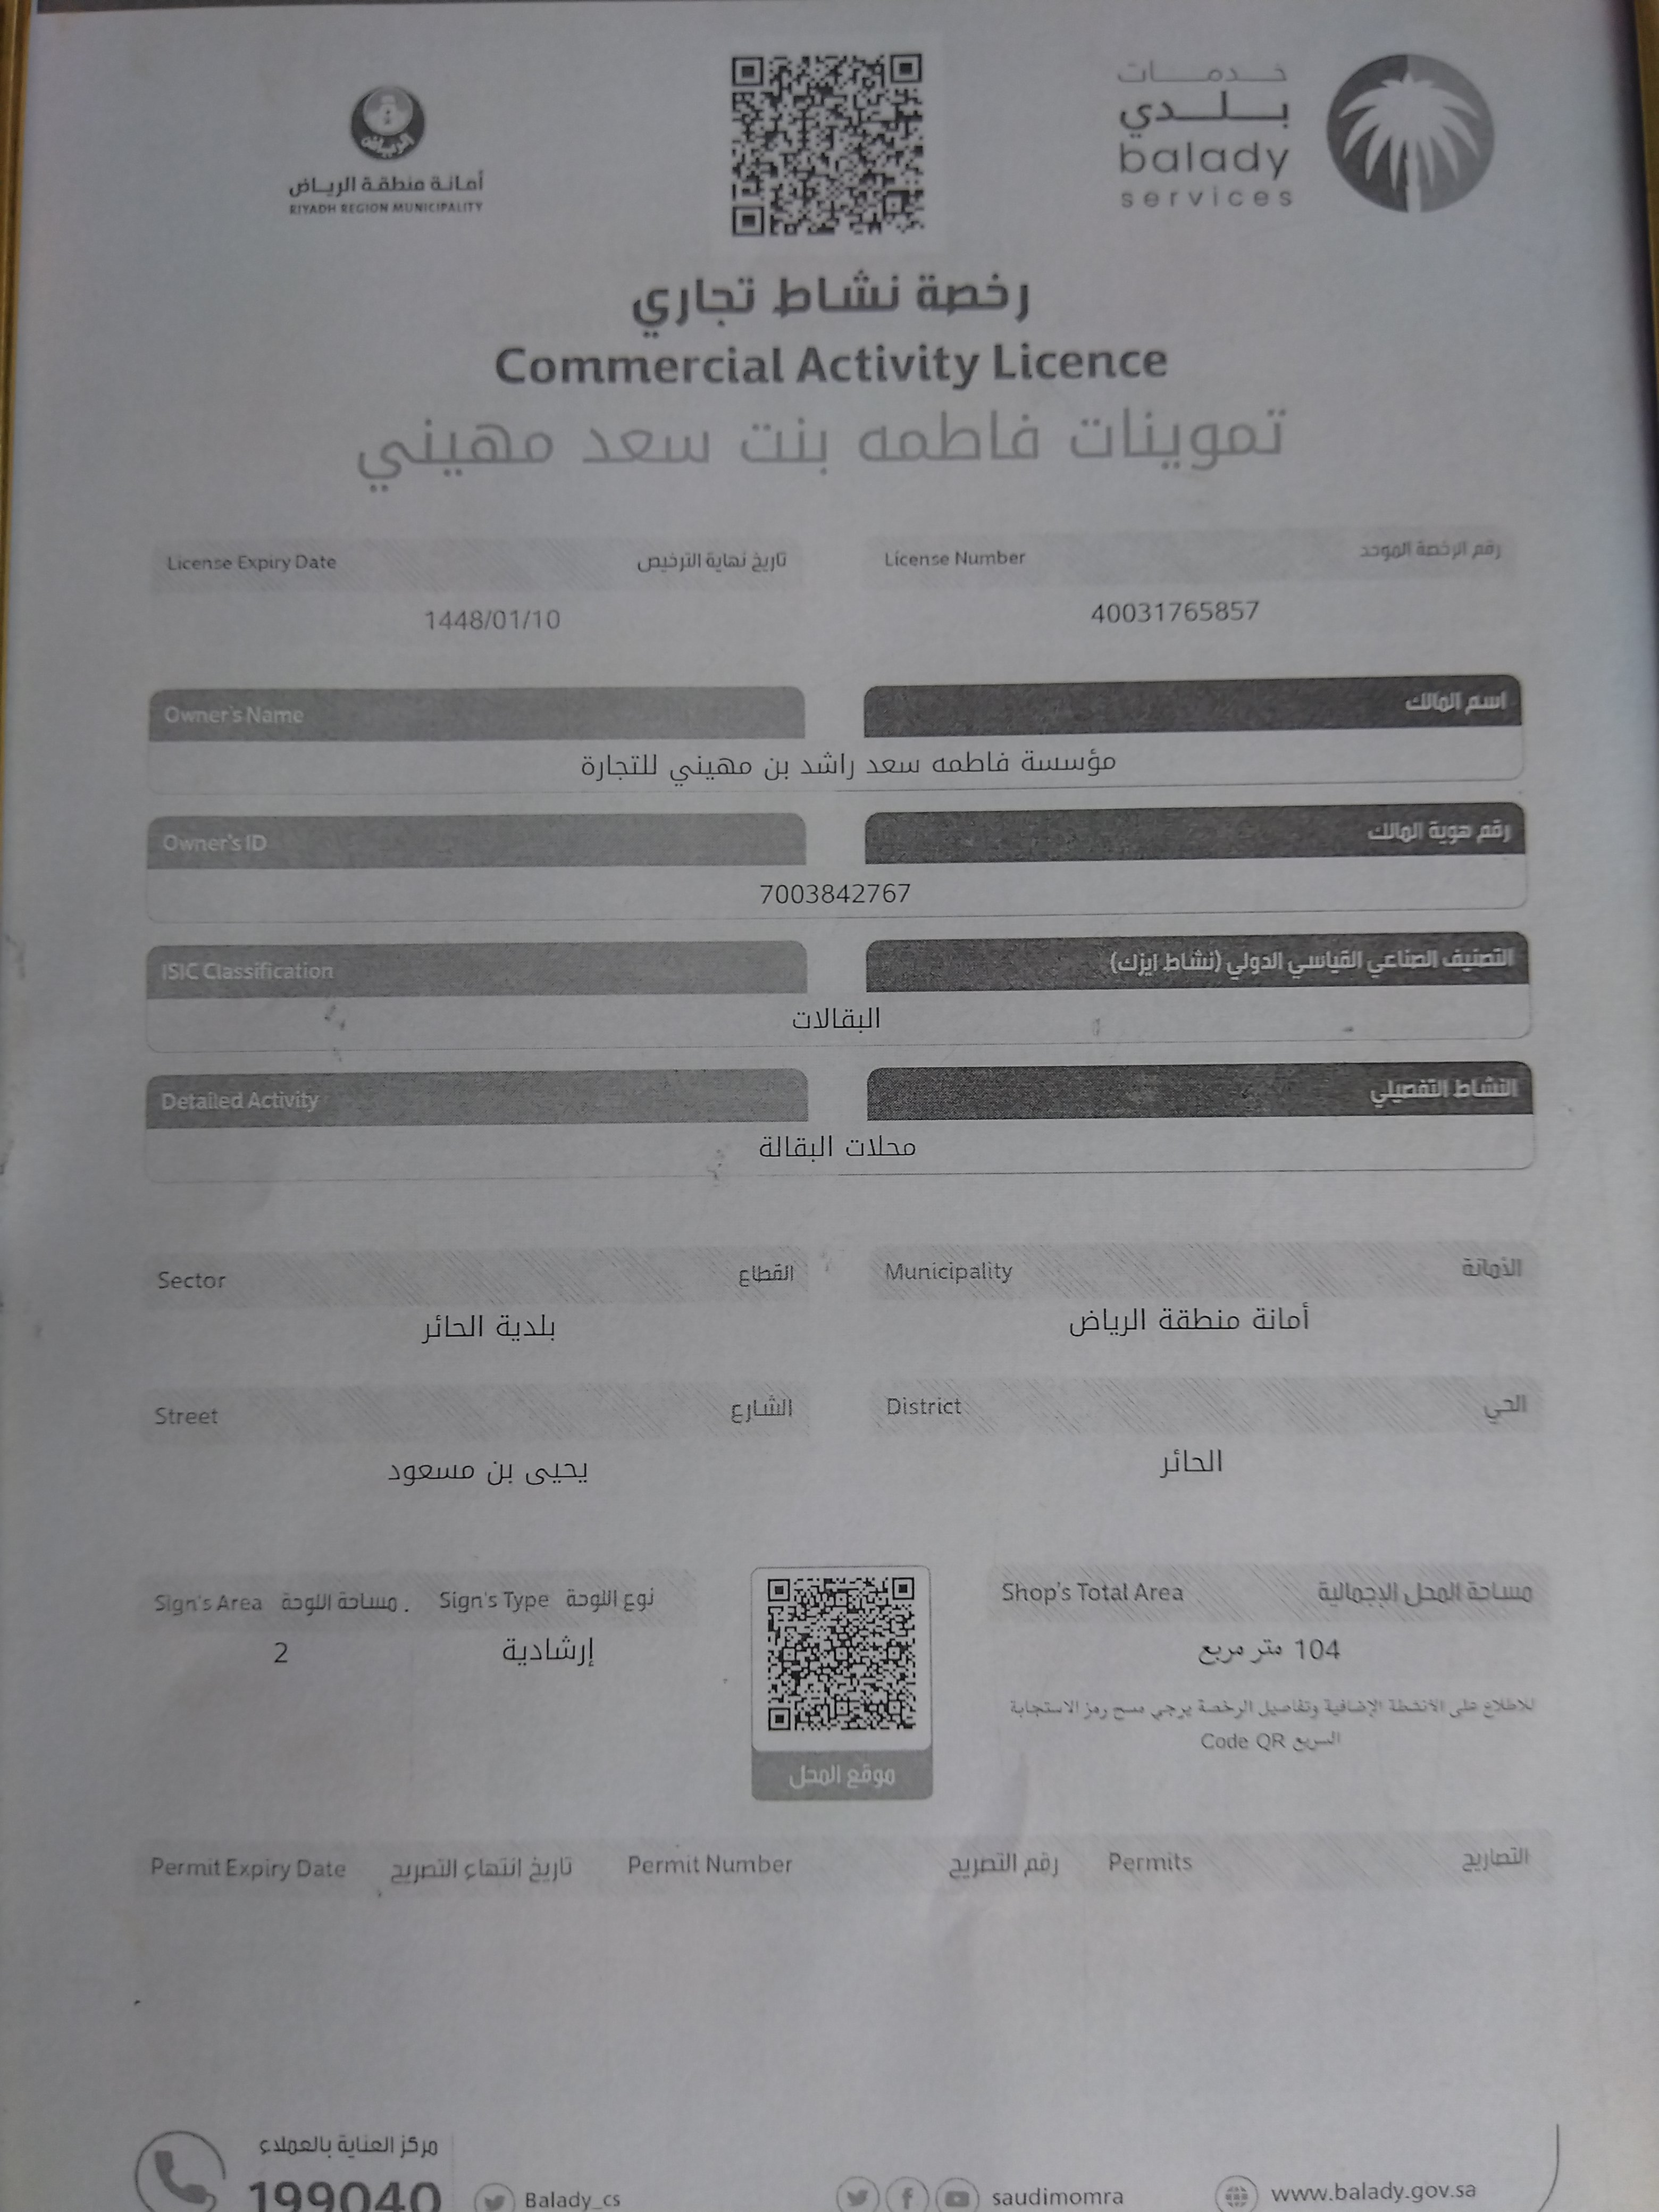 أمانة منطقة الرياض
RIYADH REGION MUNICIPALITY
خدمات
بلدي
balady
services
رخصة نشاط تجاري
Commercial Activity Licence
تموينات فاطمه بنت سعد مهيني
رقم الرخصة الموحد License Number
تاريخ نهاية الترخيص License Expiry Date
40031765857
1448/01/10
اسم المالك Owner's Name
مؤسسة فاطمه سعد راشد بن مهيني للتجارة
رقم هوية المالك Owner's ID
7003842767
التصنيف الصناعي القياسي الدولي (نشاط ايزك) ISIC Classification
البقالات
النشاط التفصيلي Detailed Activity
محلات البقالة
الأمانة Municipality
القطاع Sector
أمانة منطقة الرياض
بلدية الحائر
الحي District
الشارع Street
الحائر
يحيى بن مسعود
مساحة المحل الإجمالية Shop's Total Area
نوع اللوحة Sign's Type
مساحة اللوحة Sign's Area
104 متر مربع
إرشادية
2
للاطلاع على الانشطة الإضافية وتفاصيل الرخصة يرجي مسح رمز الاستجابة
السريع Code QR
موقع المحل
التصاريح Permits
رقم التصريح Permit Number
تاريخ انتهاء التصريح Permit Expiry Date
مركز العناية بالعملاء
199040
Balady_cs
saudimomra
www.balady.gov.sa